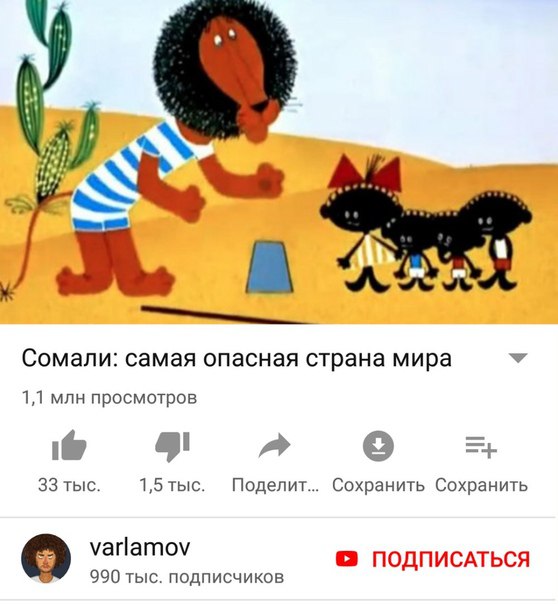 Сомали: самая опасная страна мира
1,1 млн просмотров
33 тыс. 1,5 тыс. Поделит... Сохранить Сохранить
varlamov
990 тыс. подписчиков
ПОДПИСАТЬСЯ